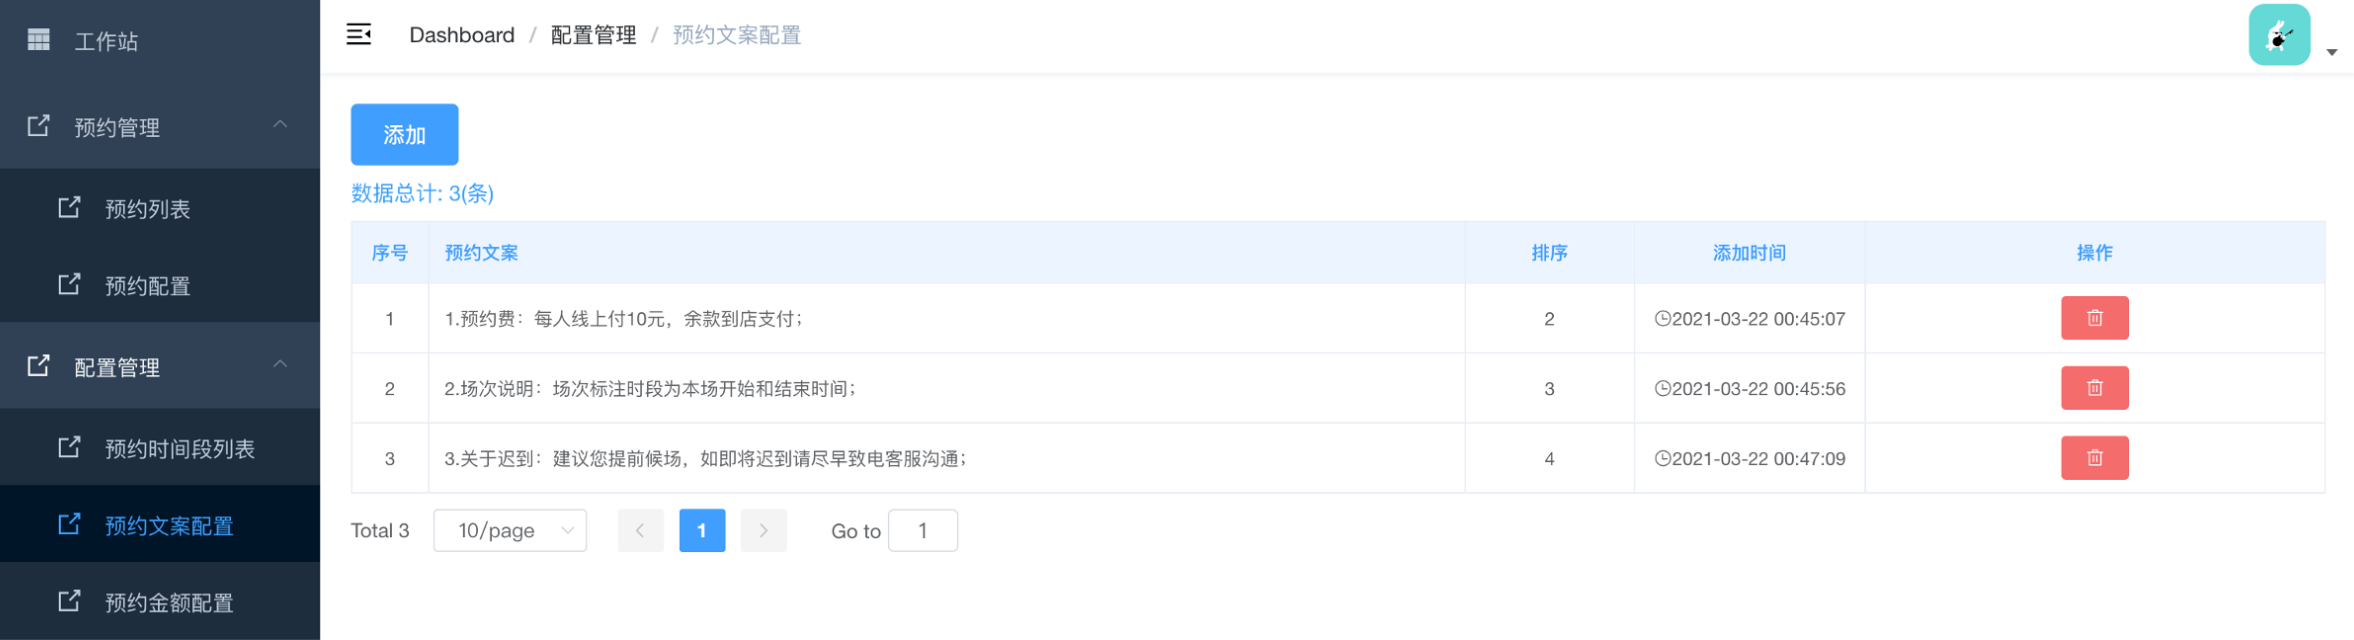 工作站
预约管理
预约列表
预约配置
配置管理
预约时间段列表
预约文案配置
预约金额配置
Dashboard / 配置管理 / 预约文案配置
添加
数据总计: 3(条)
序号 预约文案 排序 添加时间 操作
1 1.预约费：每人线上付10元，余款到店支付； 2 2021-03-22 00:45:07
2 2.场次说明：场次标注时段为本场开始和结束时间； 3 2021-03-22 00:45:56
3 3.关于迟到：建议您提前候场，如即将迟到请尽早致电客服沟通； 4 2021-03-22 00:47:09
Total 3 10/page 1 Go to 1